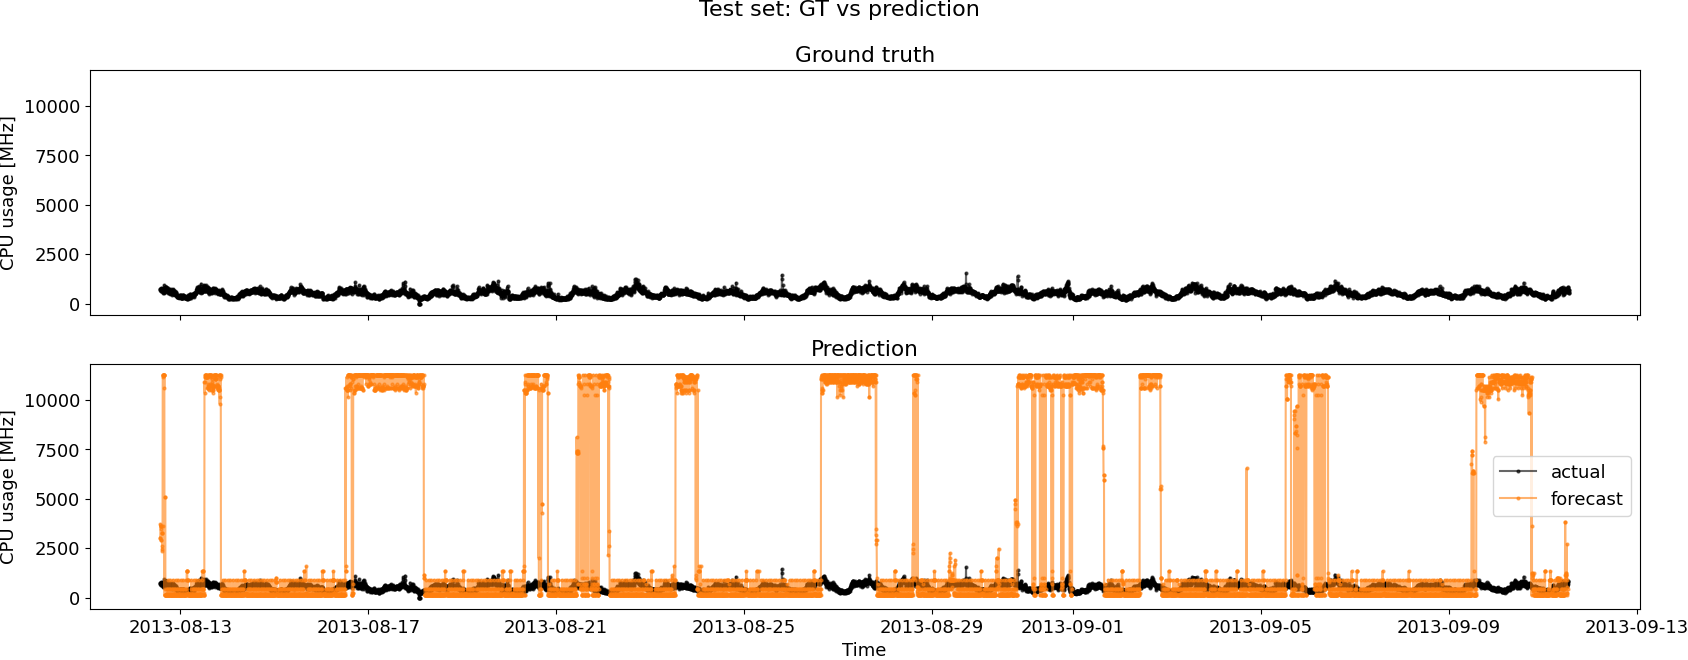 Test set: GT vs prediction
Ground truth
CPU usage [MHz]
10000
7500
5000
2500
0
Prediction
CPU usage [MHz]
10000
7500
5000
2500
0
actual
forecast
2013-08-13 2013-08-17 2013-08-21 2013-08-25 2013-08-29 2013-09-01 2013-09-05 2013-09-09 2013-09-13
Time